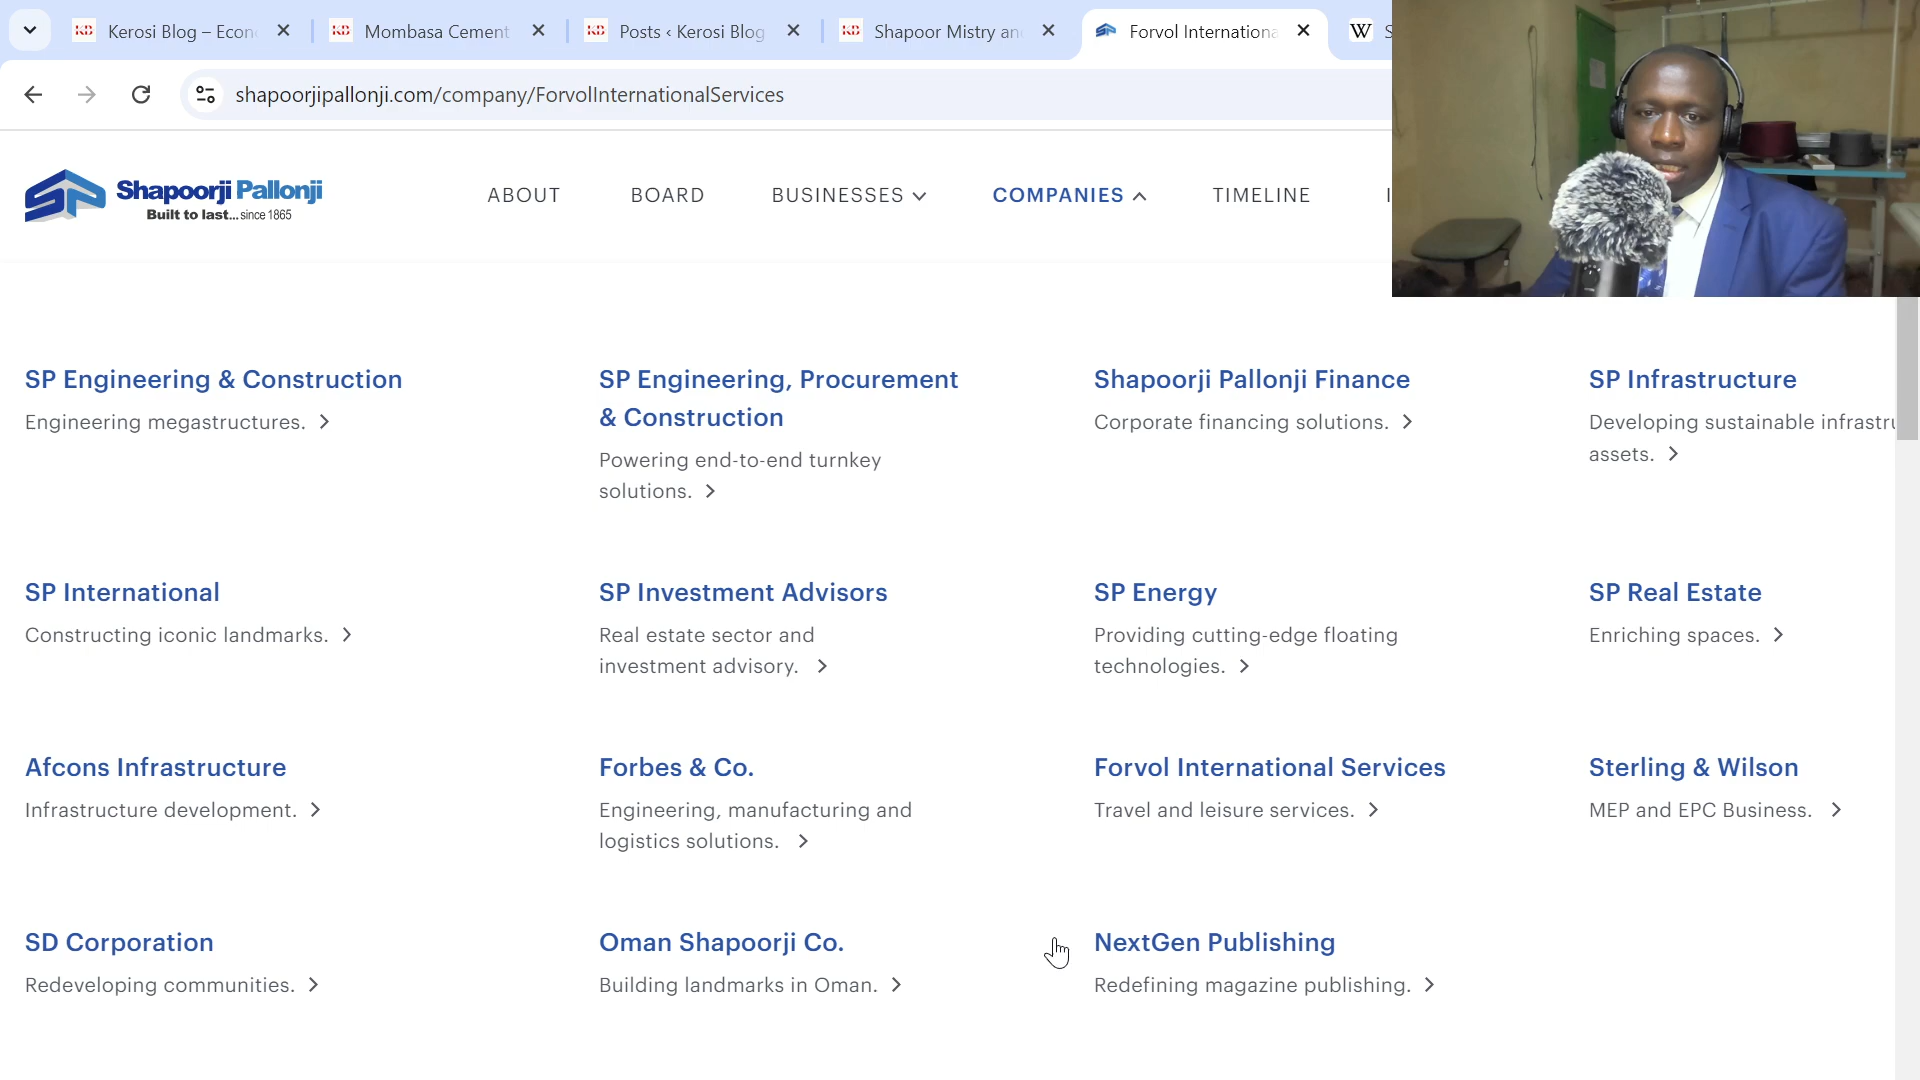 Kerosi Blog – Econ
Mombasa Cement
Posts ‹ Kerosi Blog
Shapoor Mistry an
Forvol Internationa
W S
shapoorjipallonji.com/company/ForvolInternationalServices
SP Shapoorji Pallonji
Built to last...since 1865
ABOUT
BOARD
BUSINESSES
COMPANIES
TIMELINE
SP Engineering & Construction
Engineering megastructures.
SP Engineering, Procurement
& Construction
Powering end-to-end turnkey
solutions.
Shapoorji Pallonji Finance
Corporate financing solutions.
SP Infrastructure
Developing sustainable infrastru
assets.
SP International
Constructing iconic landmarks.
SP Investment Advisors
Real estate sector and
investment advisory.
SP Energy
Providing cutting-edge floating
technologies.
SP Real Estate
Enriching spaces.
Afcons Infrastructure
Infrastructure development.
Forbes & Co.
Engineering, manufacturing and
logistics solutions.
Forvol International Services
Travel and leisure services.
Sterling & Wilson
MEP and EPC Business.
SD Corporation
Redeveloping communities.
Oman Shapoorji Co.
Building landmarks in Oman.
NextGen Publishing
Redefining magazine publishing.